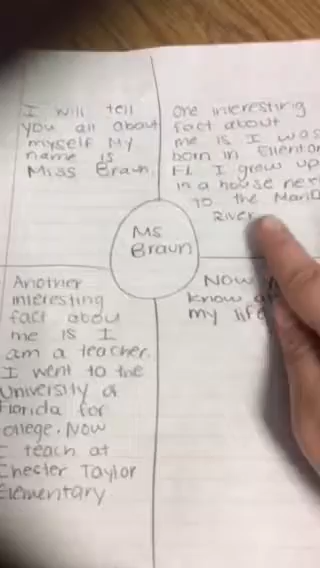 I will tell
you all about
myself My
name is
Miss Braun.
one interesting
fact about
me is I was
born in Ellenton
FL I grew up
in a house
to the
River
Ms
Braun
Another
interesting
fact about
me is I
am a teacher.
I went to the
University of
Florida for
college. Now
I teach at
Chester Taylor
Elementary
Now
know
my life